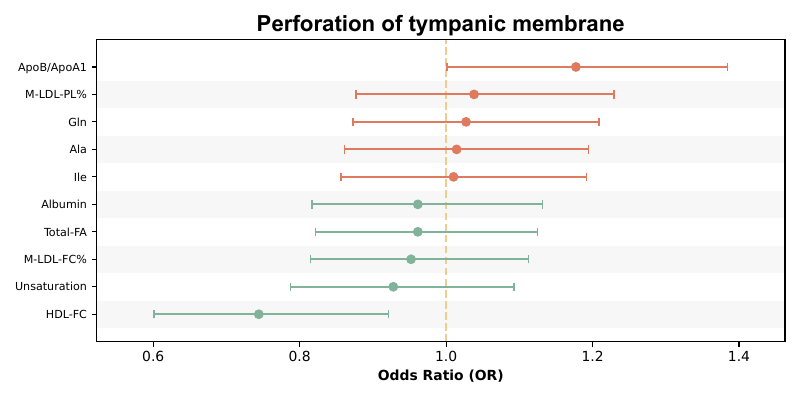 Perforation of tympanic membrane
ApoB/ApoA1
M-LDL-PL%
Gln
Ala
Ile
Albumin
Total-FA
M-LDL-FC%
Unsaturation
HDL-FC
0.6 0.8 1.0 1.2 1.4
Odds Ratio (OR)